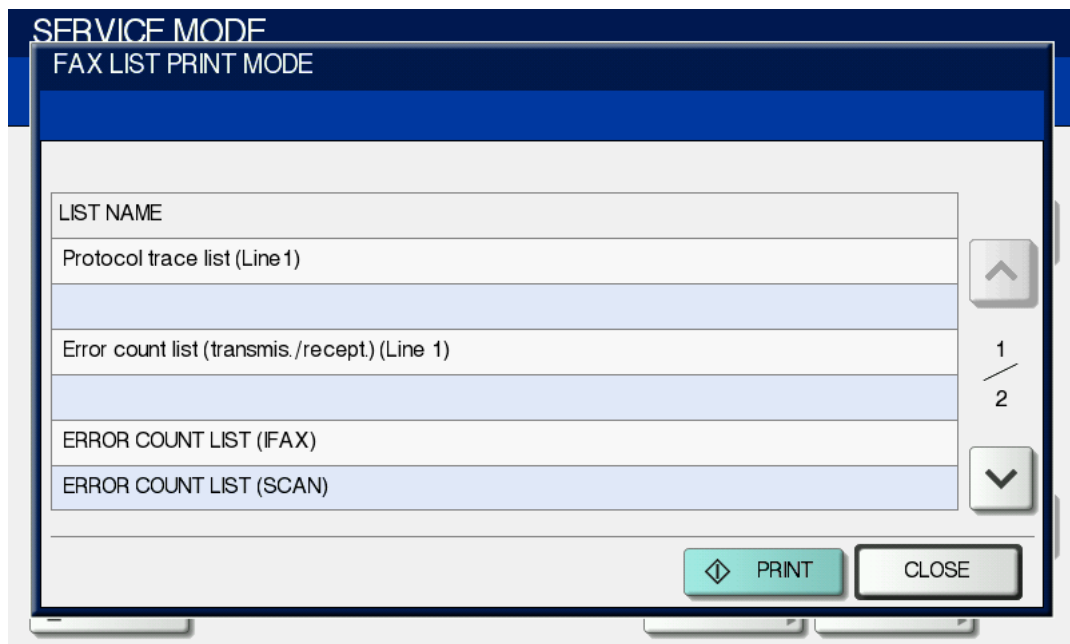 SERVICE MODE
FAX LIST PRINT MODE
LIST NAME
Protocol trace list (Line1)
Error count list (transmis./recept.) (Line 1)
1
2
ERROR COUNT LIST (IFAX)
ERROR COUNT LIST (SCAN)
PRINT
CLOSE